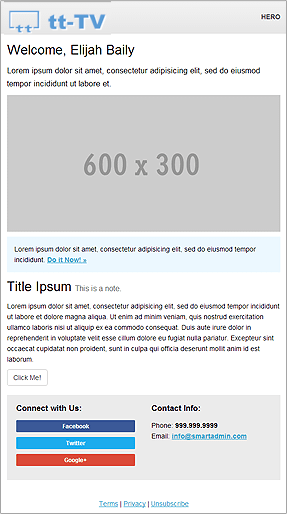 tt tt-TV HERO
Welcome, Elijah Baily
Lorem ipsum dolor sit amet, consectetur adipiscing elit, sed do eiusmod
tempor incididunt ut labore et.
600 x 300
Lorem ipsum dolor sit amet, consectetur adipisicing elit, sed do eiusmod tempor
incididunt. Do it Now! »
Title Ipsum This is a note.
Lorem ipsum dolor sit amet, consectetur adipisicing elit, sed do eiusmod tempor incididunt
ut labore et dolore magna aliqua. Ut enim ad minim veniam, quis nostrud exercitation
ullamco laboris nisi ut aliquip ex ea commodo consequat. Duis aute irure dolor in
reprehenderit in voluptate velit esse cillum dolore eu fugiat nulla pariatur. Excepteur sint
occaecat cupidatat non proident, sunt in culpa qui officia deserunt mollit anim id est
laborum.
Click Me!
Connect with Us: Contact Info:
Facebook Phone: 999.999.9999
Twitter Email: info@smartadmin.com
Google+
Terms | Privacy | Unsubscribe